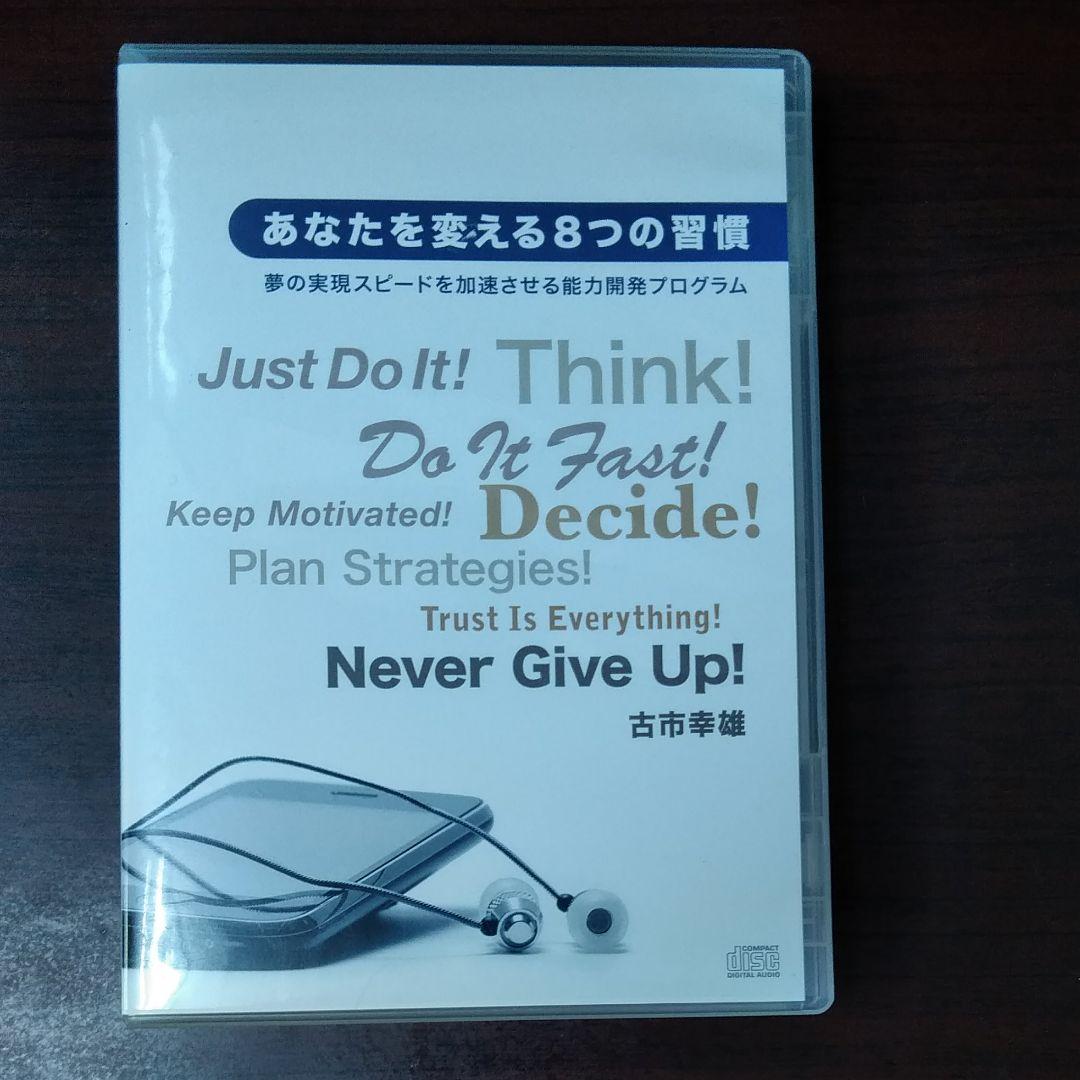 あなたを変える8つの習慣
夢の実現スピードを加速させる能力開発プログラム
Just Do It! Think!
Do It Fast!
Keep Motivated! Decide!
Plan Strategies!
Trust Is Everything!
Never Give Up!
古市幸雄
COMPACT
disc
DIGITAL AUDIO